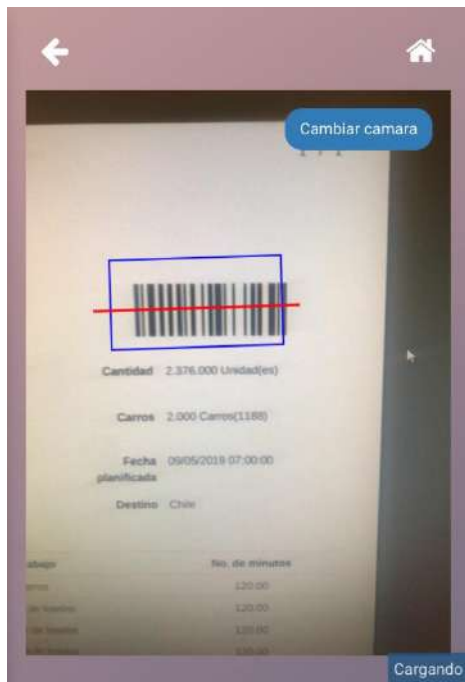 Cambiar camara
Cantidad 2.376.000 Unidad(es)
Carros 2.000 Carros(1188)
Fecha planificada 09/05/2019 07:00:00
Destino Chile
No. de minutos
120:00
120:00
120:00
Cargando